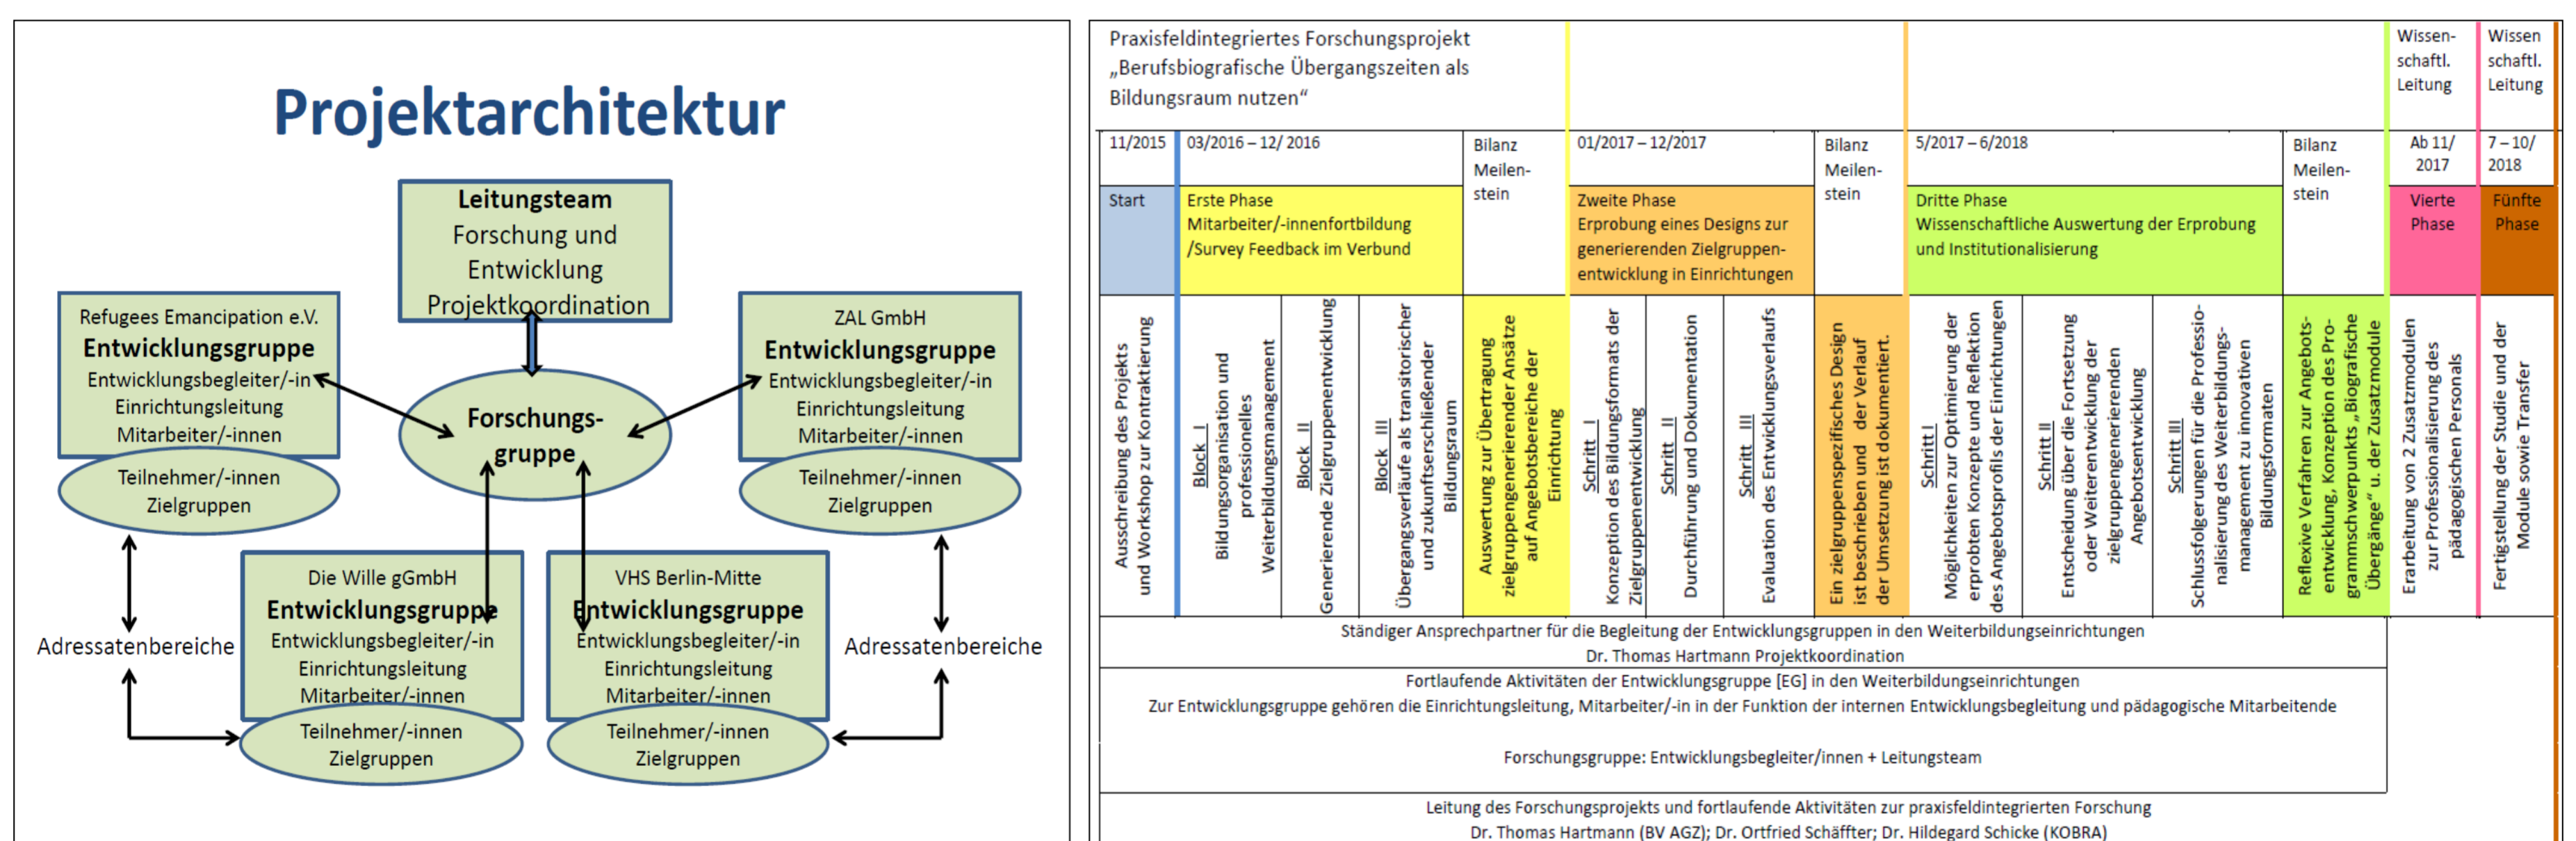 Projektarchitektur
Leitungsteam
Forschung und
Entwicklung
Projektkoordination
Refugees Emancipation e.V.
Entwicklungsgruppe
Entwicklungsbegleiter/-in
Einrichtungsleitung
Mitarbeiter/-innen
Teilnehmer/-innen
Zielgruppen
ZAL GmbH
Entwicklungsgruppe
Entwicklungsbegleiter/-in
Einrichtungsleitung
Mitarbeiter/-innen
Teilnehmer/-innen
Zielgruppen
Forschungs-
gruppe
Die Wille gGmbH
Entwicklungsgruppe
Entwicklungsbegleiter/-in
Einrichtungsleitung
Mitarbeiter/-innen
Teilnehmer/-innen
Zielgruppen
VHS Berlin-Mitte
Entwicklungsgruppe
Entwicklungsbegleiter/-in
Einrichtungsleitung
Mitarbeiter/-innen
Teilnehmer/-innen
Zielgruppen
Adressatenbereiche
Adressatenbereiche
Praxisfeldintegriertes Forschungsprojekt
„Berufsbiografische Übergangszeiten als
Bildungsraum nutzen“
Wissen-
schaftl.
Leitung
Wissen
schaftl.
Leitung
11/2015
03/2016 – 12/ 2016
Bilanz
Meilen-
stein
01/2017 – 12/2017
Bilanz
Meilen-
stein
5/2017 – 6/2018
Bilanz
Meilen-
stein
Ab 11/
2017
7 – 10/
2018
Start
Erste Phase
Mitarbeiter/-innenfortbildung
/Survey Feedback im Verbund
Zweite Phase
Erprobung eines Designs zur
generierenden Zielgruppen-
entwicklung in Einrichtungen
Dritte Phase
Wissenschaftliche Auswertung der Erprobung
und Institutionalisierung
Vierte
Phase
Fünfte
Phase
Ausschreibung des Projekts
und Workshop zur Kontraktierung
Block I
Bildungsorganisation und
professionelles
Weiterbildungsmanagement
Block II
Generierende Zielgruppenentwicklung
Block III
Übergangsverläufe als transitorischer
und zukunftserschließender
Bildungsraum
Auswertung zur Übertragung
zielgruppengenerierender Ansätze
auf Angebotsbereiche der
Einrichtung
Schritt I
Konzeption des Bildungsformats der
Zielgruppenentwicklung
Schritt II
Durchführung und Dokumentation
Schritt III
Evaluation des Entwicklungsverlaufs
Ein zielgruppenspezifisches Design
ist beschrieben und der Verlauf
der Umsetzung ist dokumentiert.
Schritt I
Möglichkeiten zur Optimierung der
erprobten Konzepte und Reflektion
des Angebotsprofils der Einrichtungen
Schritt II
Entscheidung über die Fortsetzung
oder Weiterentwicklung der
zielgruppengenerierenden
Angebotsentwicklung
Schritt III
Schlussfolgerungen für die Professio-
nalisierung des Weiterbildungs-
management zu innovativen
Bildungsformaten
Reflexive Verfahren zur Angebots-
entwicklung, Konzeption des Pro-
grammschwerpunkts „Biografische
Übergänge“ u. der Zusatzmodule
Erarbeitung von 2 Zusatzmodulen
zur Professionalisierung des
pädagogischen Personals
Fertigstellung der Studie und der
Module sowie Transfer
Ständiger Ansprechpartner für die Begleitung der Entwicklungsgruppen in den Weiterbildungseinrichtungen
Dr. Thomas Hartmann Projektkoordination
Fortlaufende Aktivitäten der Entwicklungsgruppe [EG] in den Weiterbildungseinrichtungen
Zur Entwicklungsgruppe gehören die Einrichtungsleitung, Mitarbeiter/-in in der Funktion der internen Entwicklungsbegleitung und pädagogische Mitarbeitende
Forschungsgruppe: Entwicklungsbegleiter/innen + Leitungsteam
Leitung des Forschungsprojekts und fortlaufende Aktivitäten zur praxisfeldintegrierten Forschung
Dr. Thomas Hartmann (BV AGZ); Dr. Ortfried Schäffter; Dr. Hildegard Schicke (KOBRA)